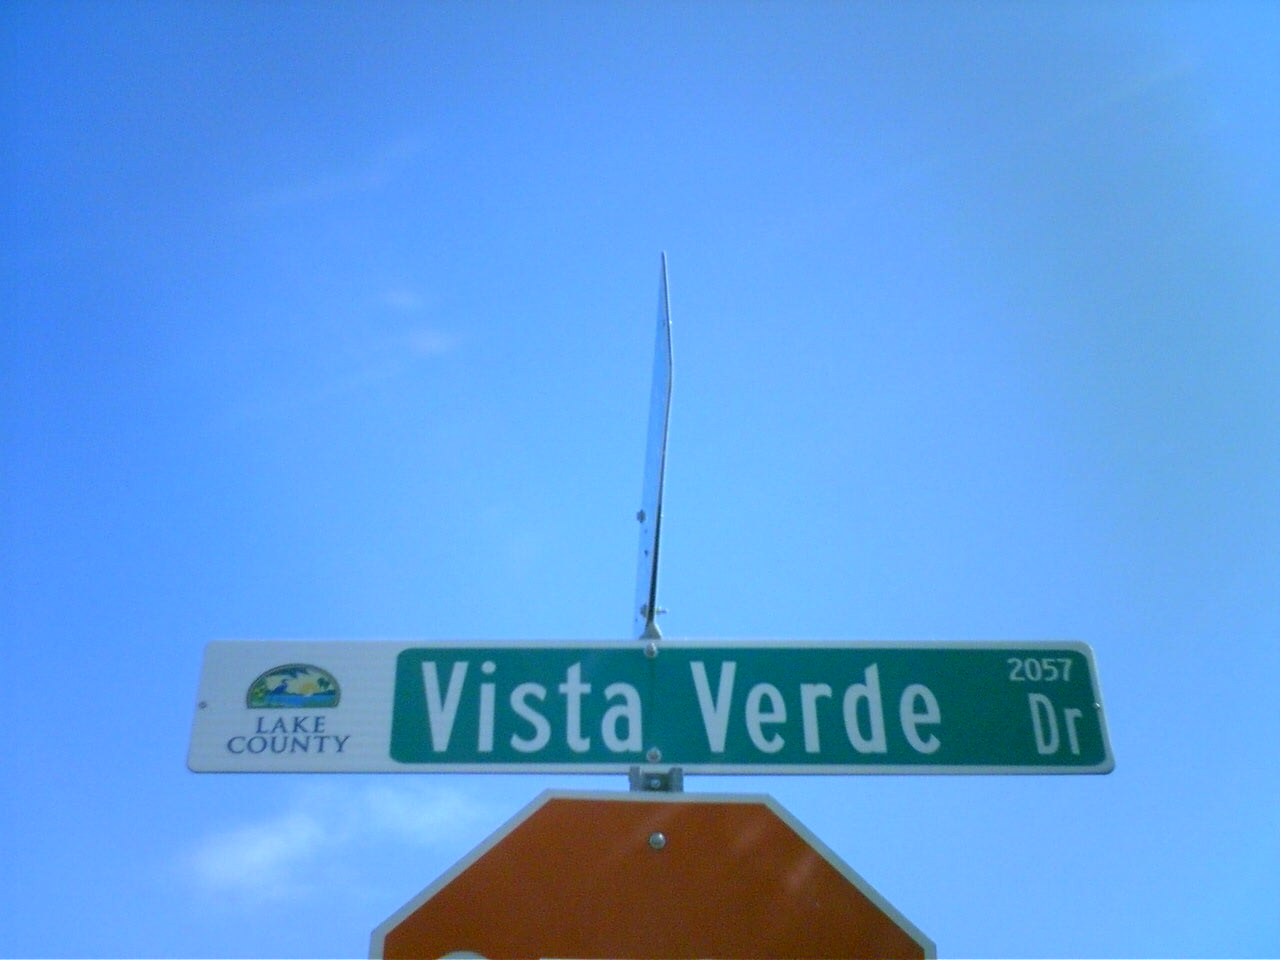 LAKE
COUNTY
Vista Verde
2057
Dr